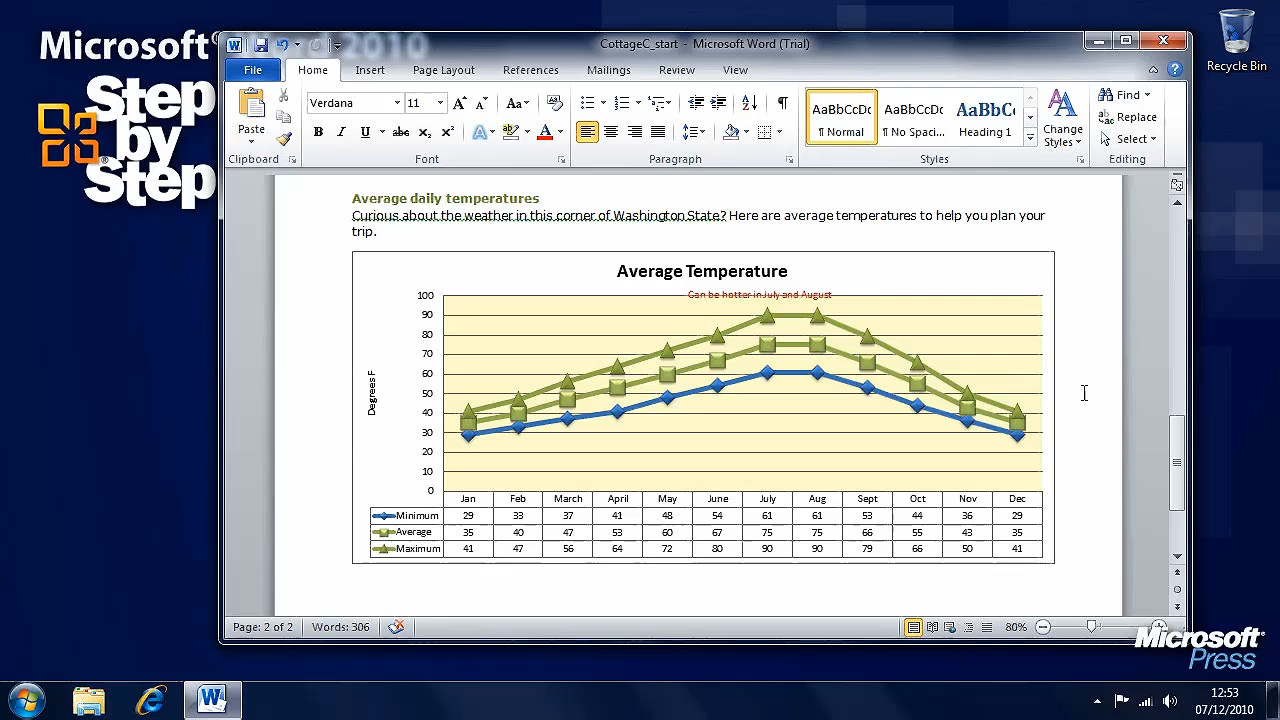 Microsoft®
Word 2010
Step
by
Step®
CottageC_start - Microsoft Word (Trial)
Recycle Bin
File Home Insert Page Layout References Mailings Review View
Verdana 11 Aa
Paste
B I U abc X₂ X² A A
AaBbCcDc AaBbCcDc AaBbC
¶ Normal ¶ No Spaci... Heading 1
Change
Styles
Find
Replace
Select
Clipboard Font Paragraph Styles Editing
Average daily temperatures
Curious about the weather in this corner of Washington State? Here are average temperatures to help you plan your
trip.
Average Temperature
Can be hotter in July and August
100
90
80
70
60
50
40
30
20
10
0
Degrees F
Jan Feb March April May June July Aug Sept Oct Nov Dec
Minimum 29 33 37 41 48 54 61 61 53 44 36 29
Average 35 40 47 53 60 67 75 75 66 55 43 35
Maximum 41 47 56 64 72 80 90 90 79 66 50 41
Page: 2 of 2 Words: 306 80%
Microsoft®
Press
12:53
07/12/2010